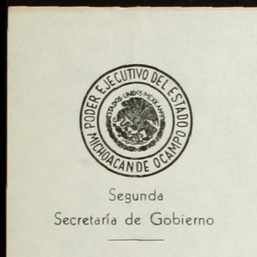 PODER EJECUTIVO DEL ESTADO
MICHOACAN DE OCAMPO
ESTADOS UNIDOS MEXICANOS
Segunda
Secretaría de Gobierno